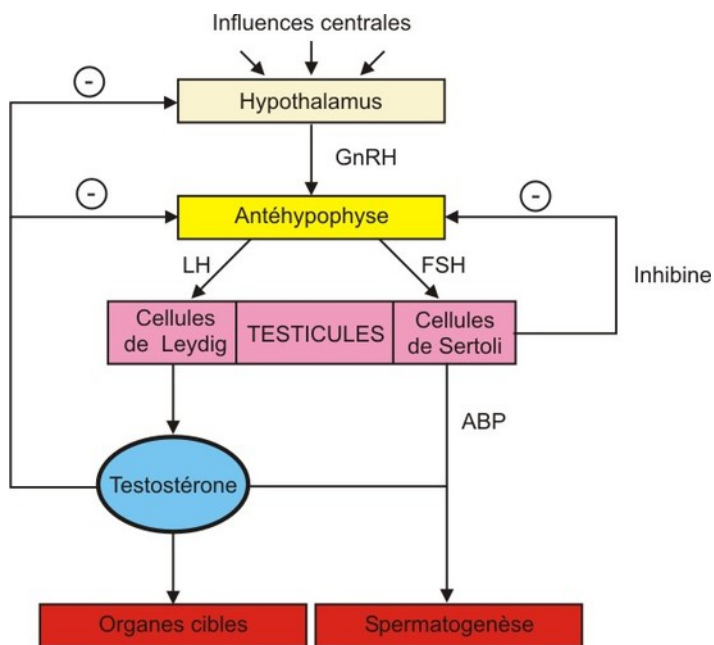 Influences centrales
-
Hypothalamus
GnRH
-
-
Antéhypophyse
LH
FSH
Inhibine
Cellules
de Leydig
TESTICULES
Cellules
de Sertoli
ABP
Testostérone
Organes cibles
Spermatogenèse